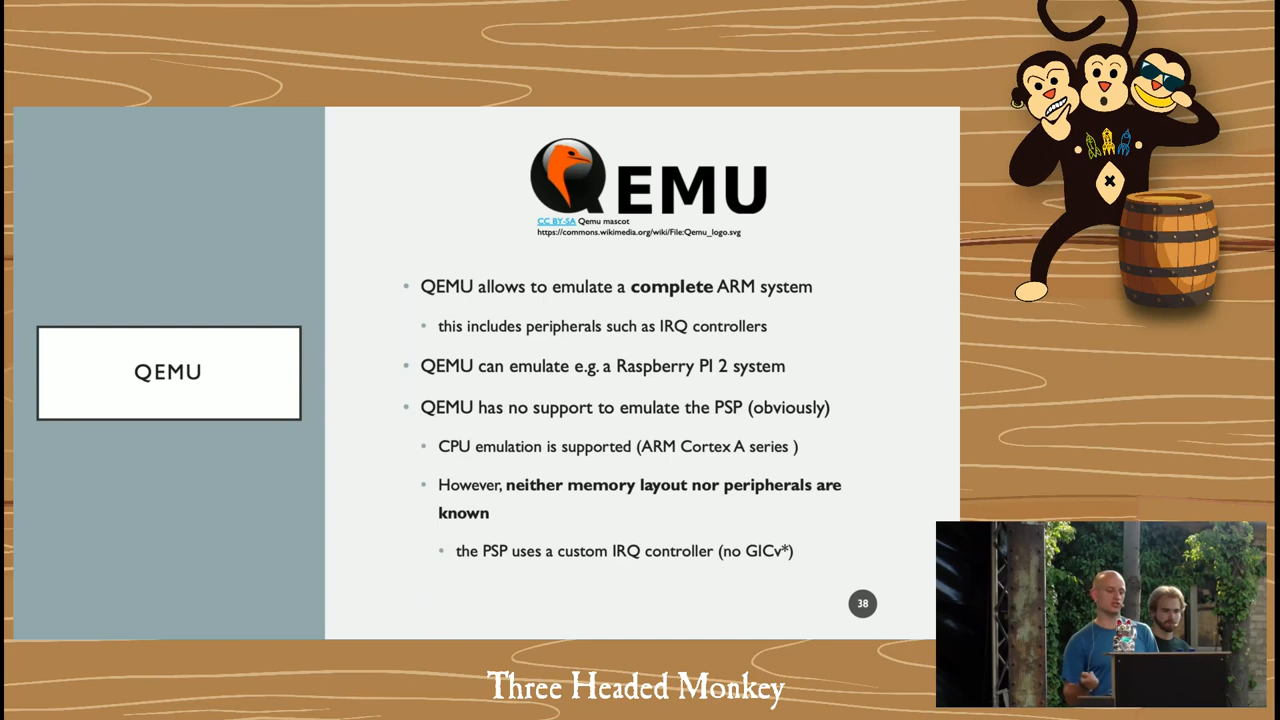 QEMU
QEMU
CC BY-SA Qemu mascot
https://commons.wikimedia.org/wiki/File:Qemu_logo.svg
• QEMU allows to emulate a complete ARM system
• this includes peripherals such as IRQ controllers
• QEMU can emulate e.g. a Raspberry PI 2 system
• QEMU has no support to emulate the PSP (obviously)
• CPU emulation is supported (ARM Cortex A series )
• However, neither memory layout nor peripherals are
known
• the PSP uses a custom IRQ controller (no GICv*)
38
Three Headed Monkey